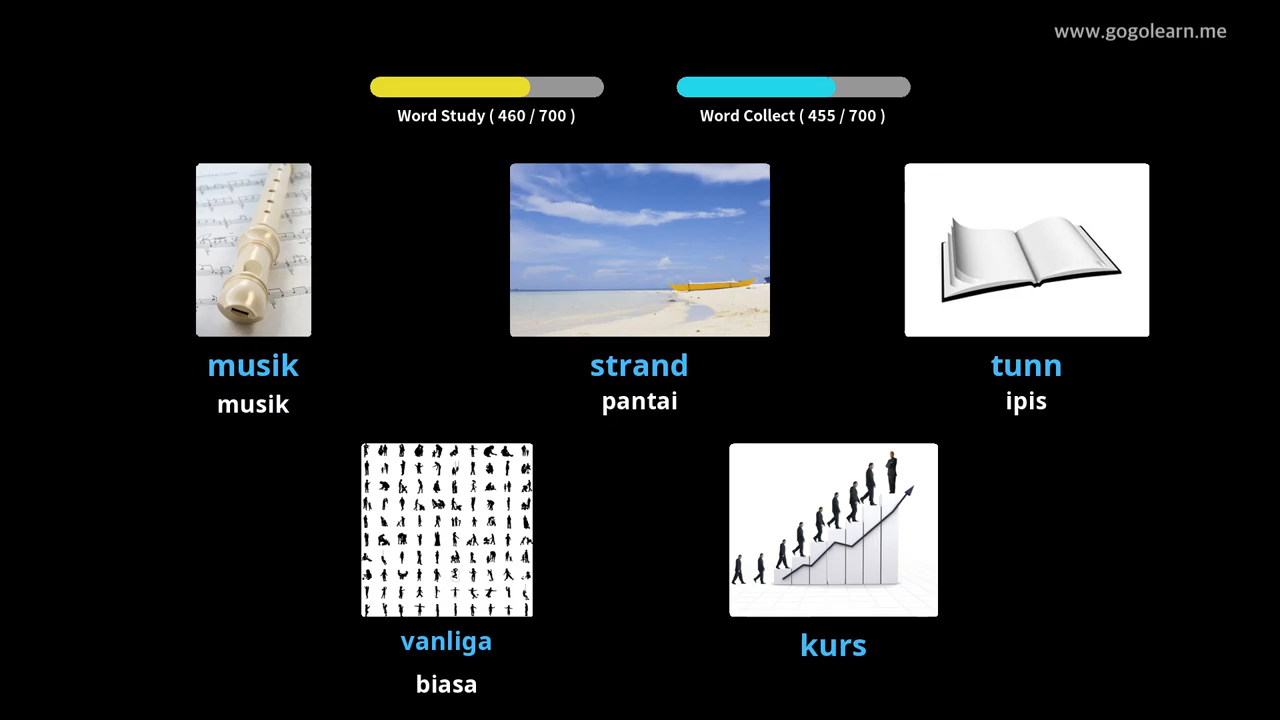 www.gogolearn.me
Word Study ( 460 / 700 )
Word Collect ( 455 / 700 )
musik
musik
strand
pantai
tunn
ipis
vanliga
biasa
kurs